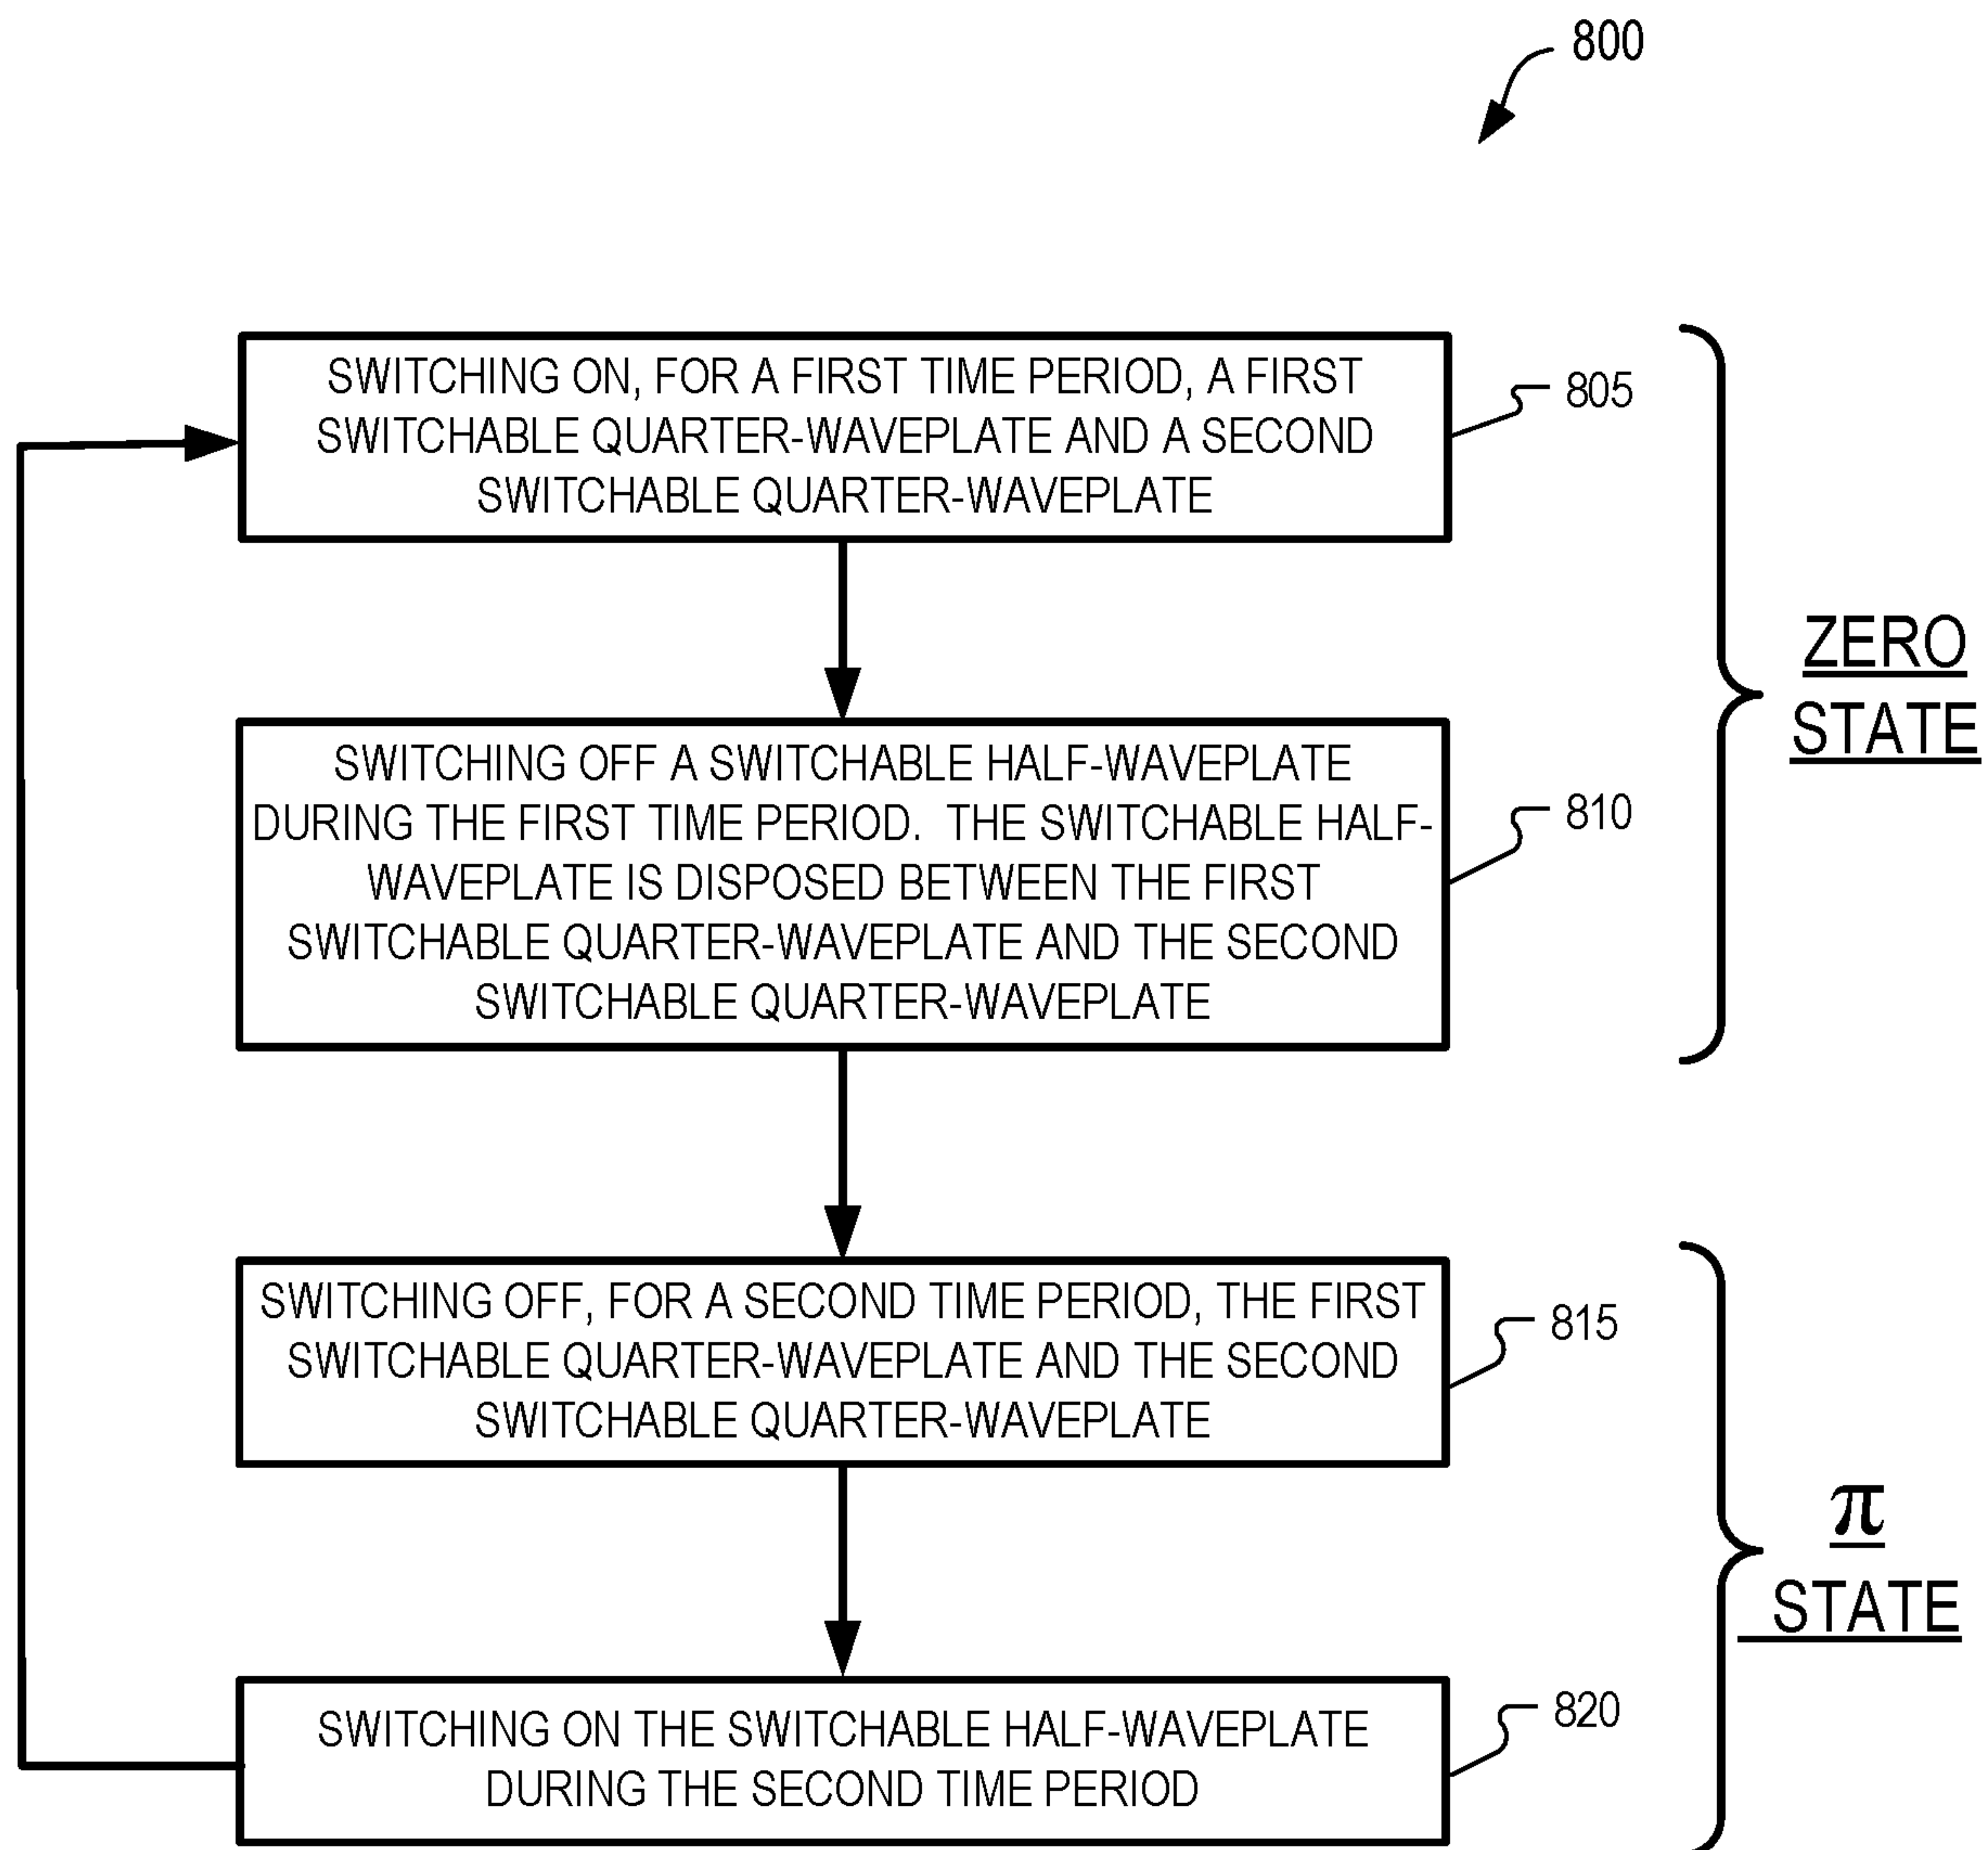 800
SWITCHING ON, FOR A FIRST TIME PERIOD, A FIRST
SWITCHABLE QUARTER-WAVEPLATE AND A SECOND
SWITCHABLE QUARTER-WAVEPLATE
805
SWITCHING OFF A SWITCHABLE HALF-WAVEPLATE
DURING THE FIRST TIME PERIOD. THE SWITCHABLE HALF-
WAVEPLATE IS DISPOSED BETWEEN THE FIRST
SWITCHABLE QUARTER-WAVEPLATE AND THE SECOND
SWITCHABLE QUARTER-WAVEPLATE
810
ZERO
STATE
SWITCHING OFF, FOR A SECOND TIME PERIOD, THE FIRST
SWITCHABLE QUARTER-WAVEPLATE AND THE SECOND
SWITCHABLE QUARTER-WAVEPLATE
815
SWITCHING ON THE SWITCHABLE HALF-WAVEPLATE
DURING THE SECOND TIME PERIOD
820
π
STATE